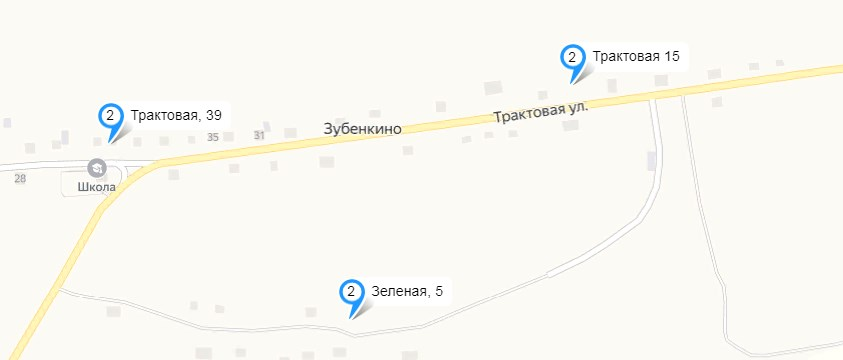 2 Трактовая 15
2 Трактовая, 39
Трактовая ул.
Зубенкино
31
35
Школа
28
2 Зеленая, 5